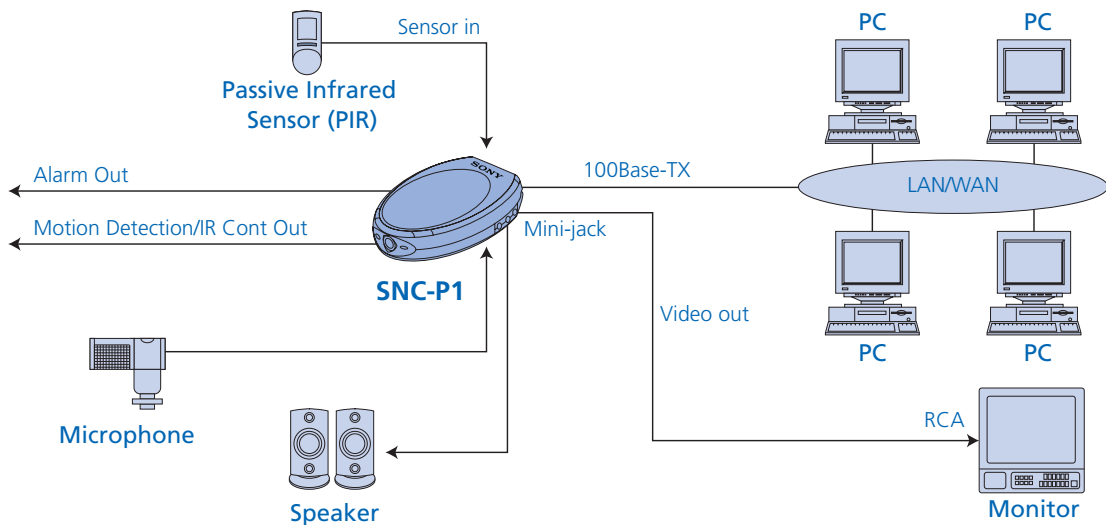 Sensor in
PC
PC
Passive Infrared
Sensor (PIR)
SONY
Alarm Out
100Base-TX
LAN/WAN
Motion Detection/IR Cont Out
Mini-jack
SNC-P1
Video out
PC
PC
Microphone
RCA
Speaker
Monitor